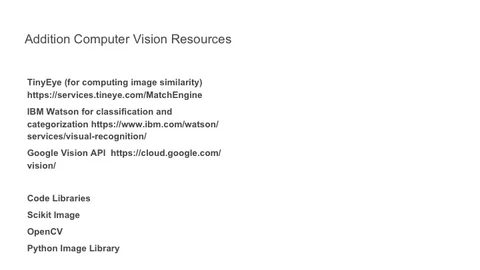 Addition Computer Vision Resources
TinyEye (for computing image similarity)
https://services.tineye.com/MatchEngine
IBM Watson for classification and
categorization https://www.ibm.com/watson/
services/visual-recognition/
Google Vision API  https://cloud.google.com/
vision/
Code Libraries
Scikit Image
OpenCV
Python Image Library